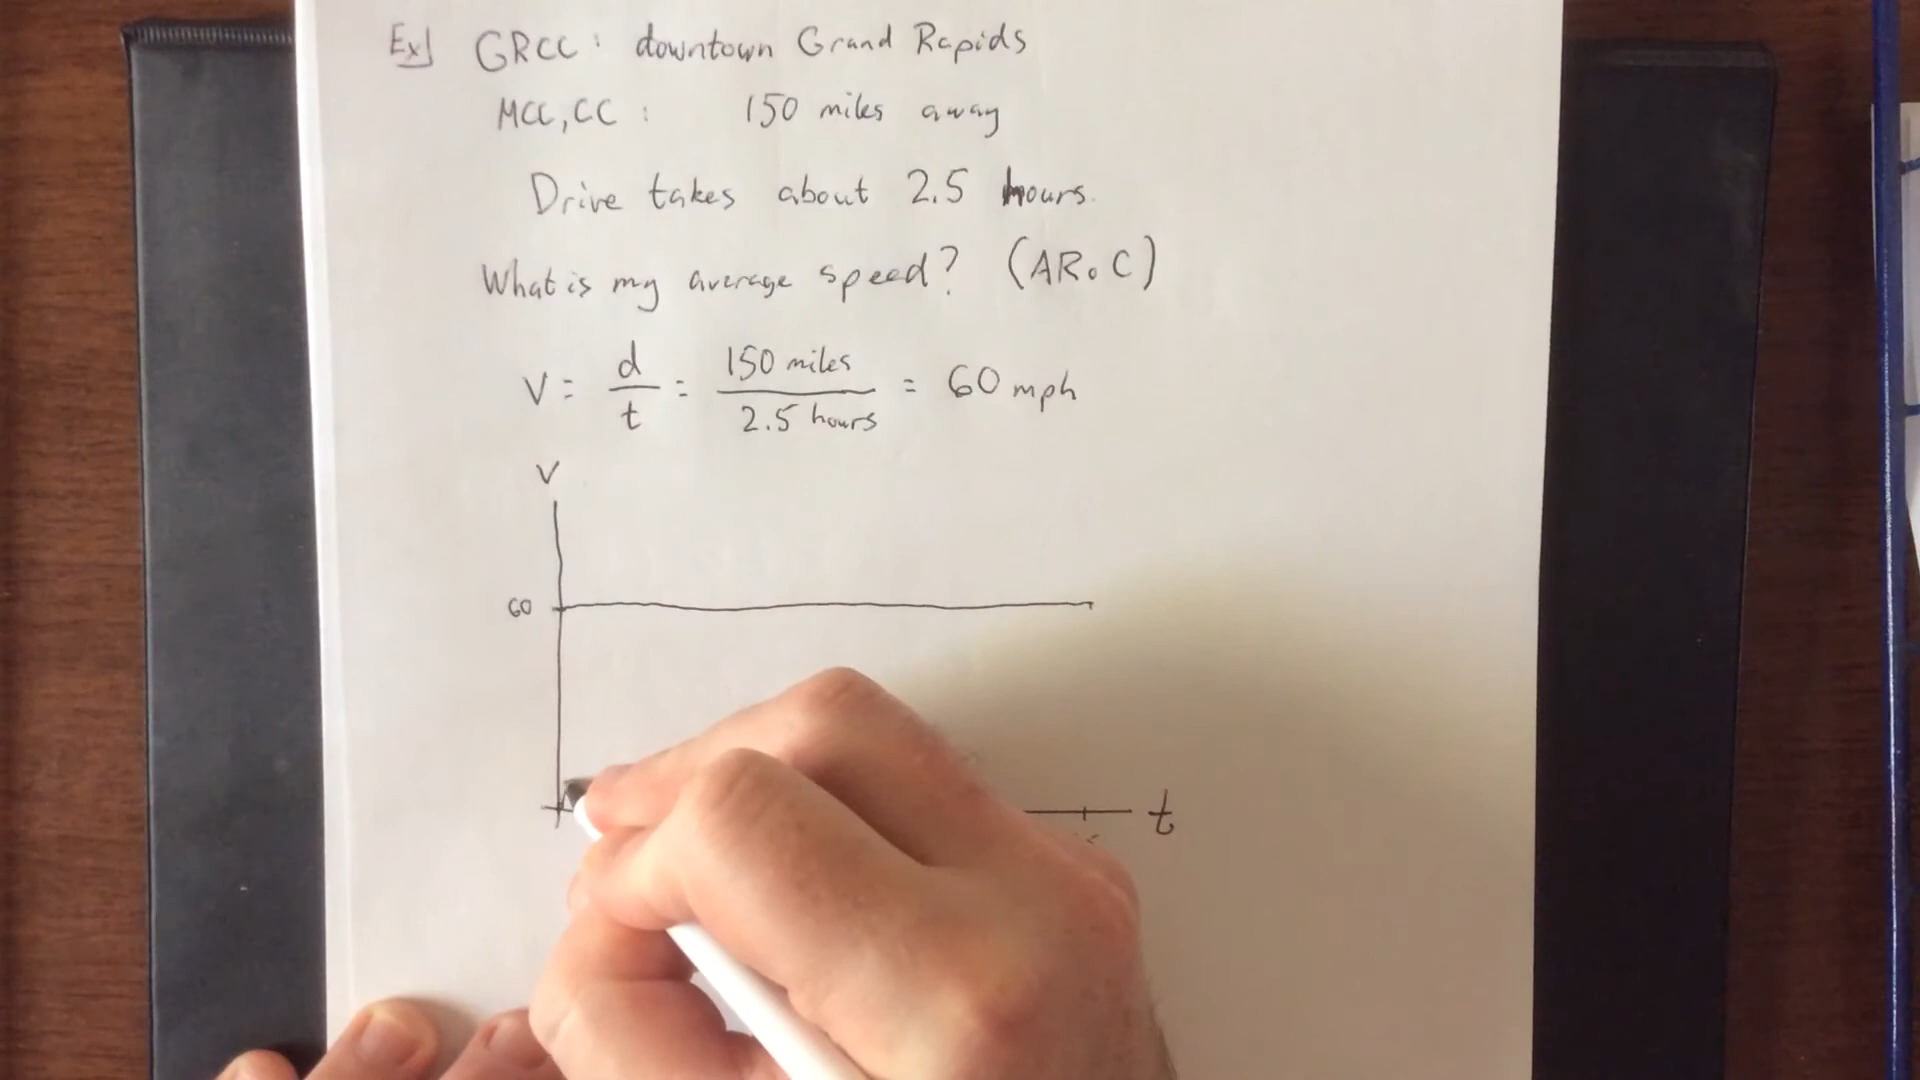 Ex] GRCC: downtown Grand Rapids
MCC, CC: 150 miles away
Drive takes about 2.5 hours.
What is my average speed? (ARoC)
V = d/t = 150 miles/2.5 hours = 60 mph
V
60
t